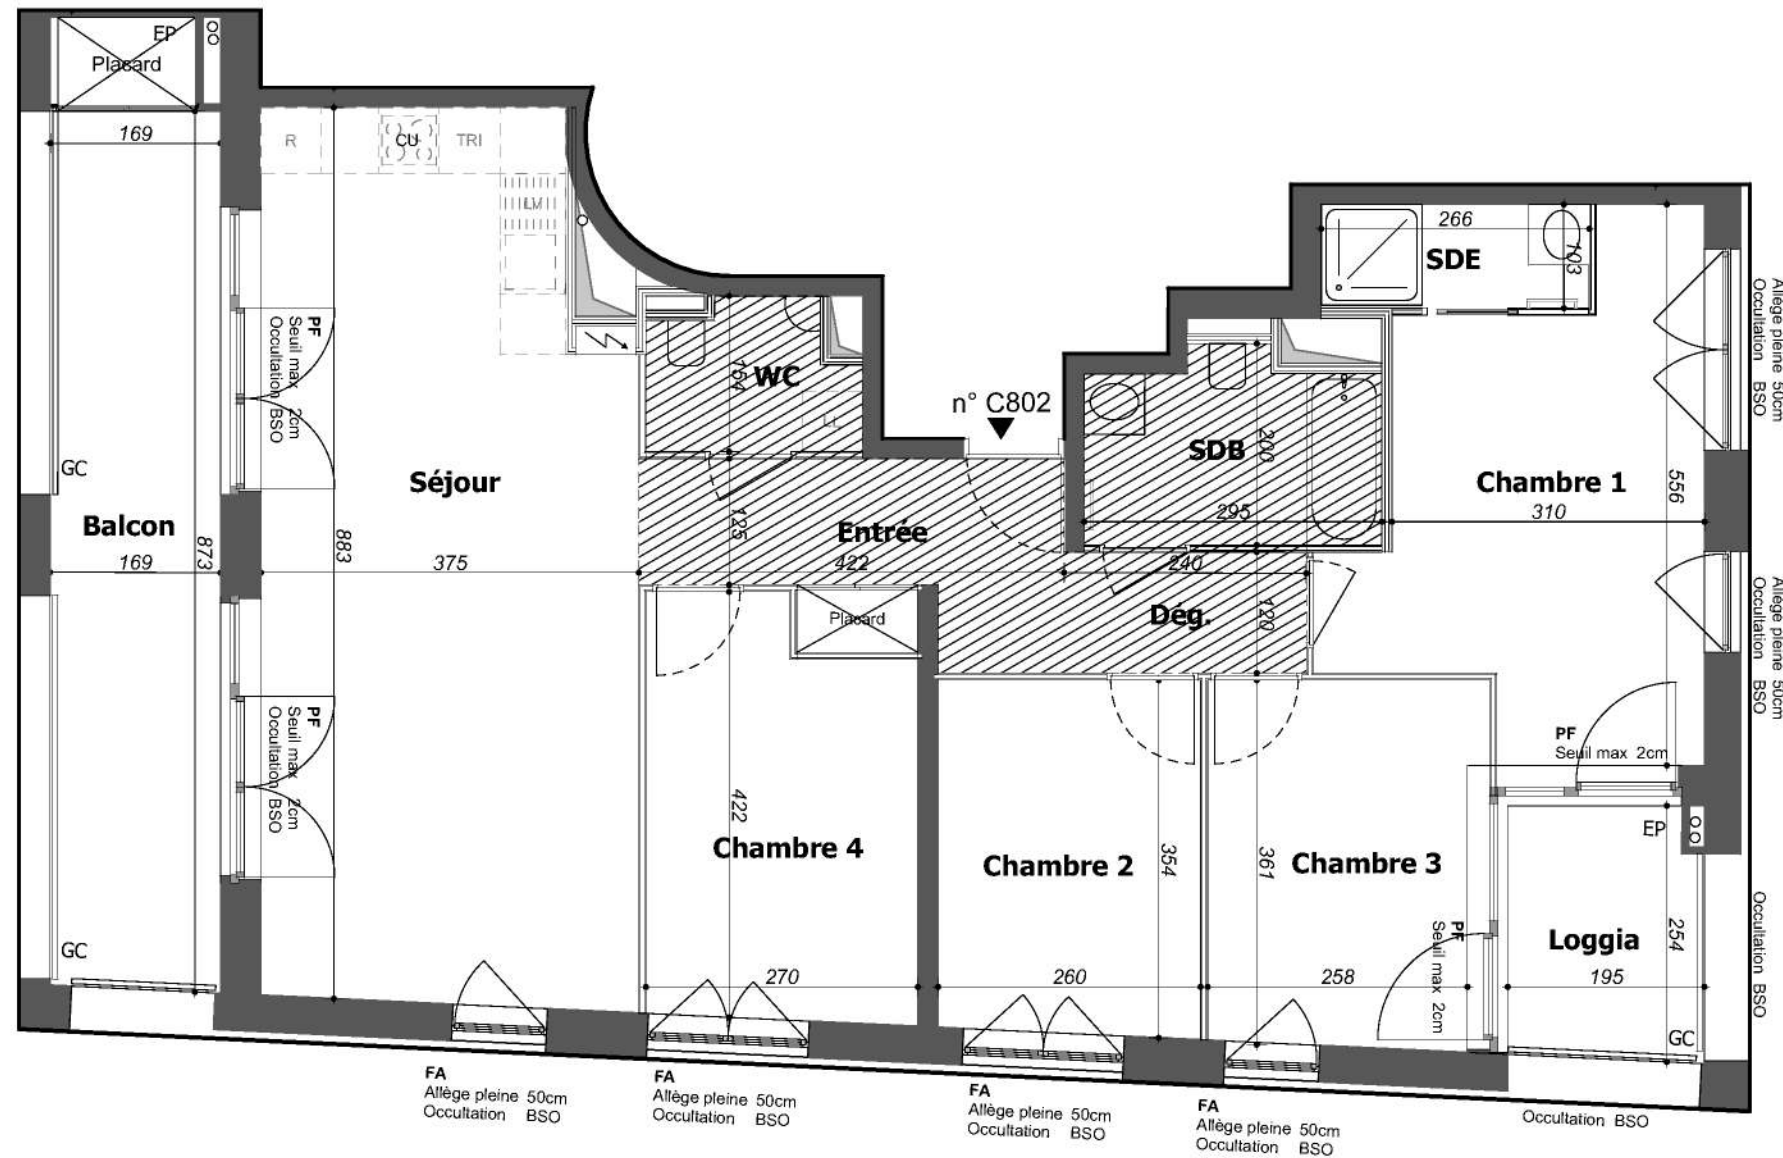 EP
Placard
169
R
CU
TRI
LV
266
SDE
103
Allège pleine 50cm
Occultation BSO
PF
Seuil max 2cm
Occultation BSO
154
WC
LL
n° C802
SDB
200
GC
Séjour
Chambre 1
556
Balcon
873
883
125
Entrée
295
310
169
375
422
240
Placard
Dég.
120
Allège pleine 50cm
Occultation BSO
PF
Seuil max 2cm
Occultation BSO
PF
Seuil max 2cm
422
Chambre 4
Chambre 2
354
361
Chambre 3
EP
GC
PF
Seuil max 2cm
Loggia
254
Occultation BSO
270
260
258
195
GC
FA
Allège pleine 50cm
Occultation BSO
FA
Allège pleine 50cm
Occultation BSO
FA
Allège pleine 50cm
Occultation BSO
FA
Allège pleine 50cm
Occultation BSO
Occultation BSO